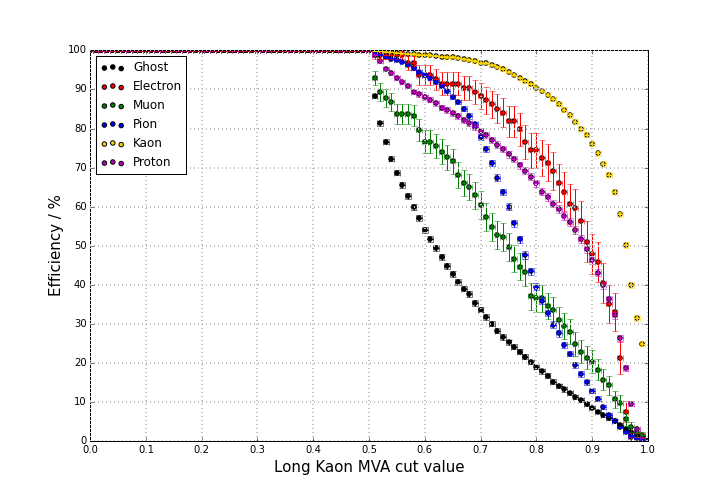 100
90
80
70
60
50
40
30
20
10
0
Efficiency / %
Ghost
Electron
Muon
Pion
Kaon
Proton
0.0 0.1 0.2 0.3 0.4 0.5 0.6 0.7 0.8 0.9 1.0
Long Kaon MVA cut value